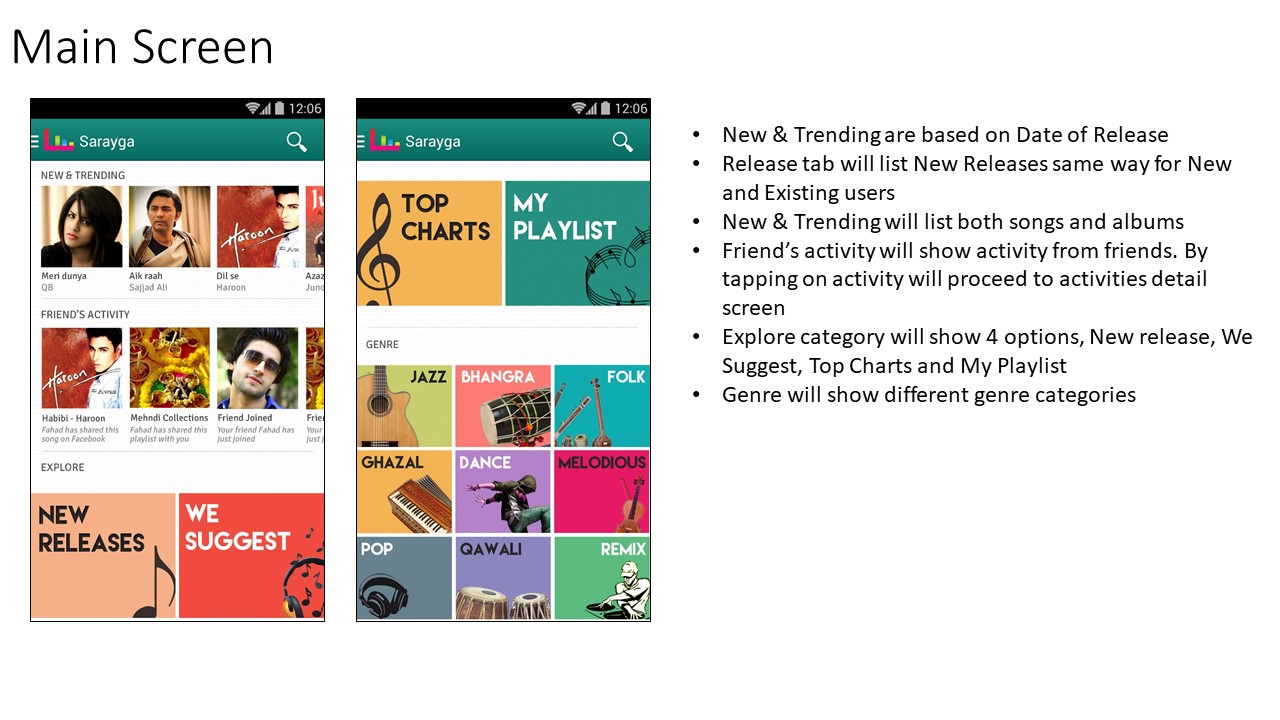 Main Screen
12:06
Sarayga
NEW & TRENDING
Haroon
Meri dunya
QB
Aik raah
Sajjad Ali
Dil se
Haroon
Azaz
Juno
FRIEND'S ACTIVITY
Haroon
Habibi - Haroon
Fahad has shared this
song on Facebook
Mehndi Collections
Fahad has shared this
playlist with you
Friend Joined
Your friend Fahad has
just joined
Frie
Your
just j
EXPLORE
NEW
RELEASES
WE
SUGGEST
12:06
Sarayga
TOP
CHARTS
MY
PLAYLIST
GENRE
JAZZ
BHANGRA
FOLK
GHAZAL
DANCE
MELODIOUS
POP
QAWALI
REMIX
• New & Trending are based on Date of Release
• Release tab will list New Releases same way for New
and Existing users
• New & Trending will list both songs and albums
• Friend’s activity will show activity from friends. By
tapping on activity will proceed to activities detail
screen
• Explore category will show 4 options, New release, We
Suggest, Top Charts and My Playlist
• Genre will show different genre categories